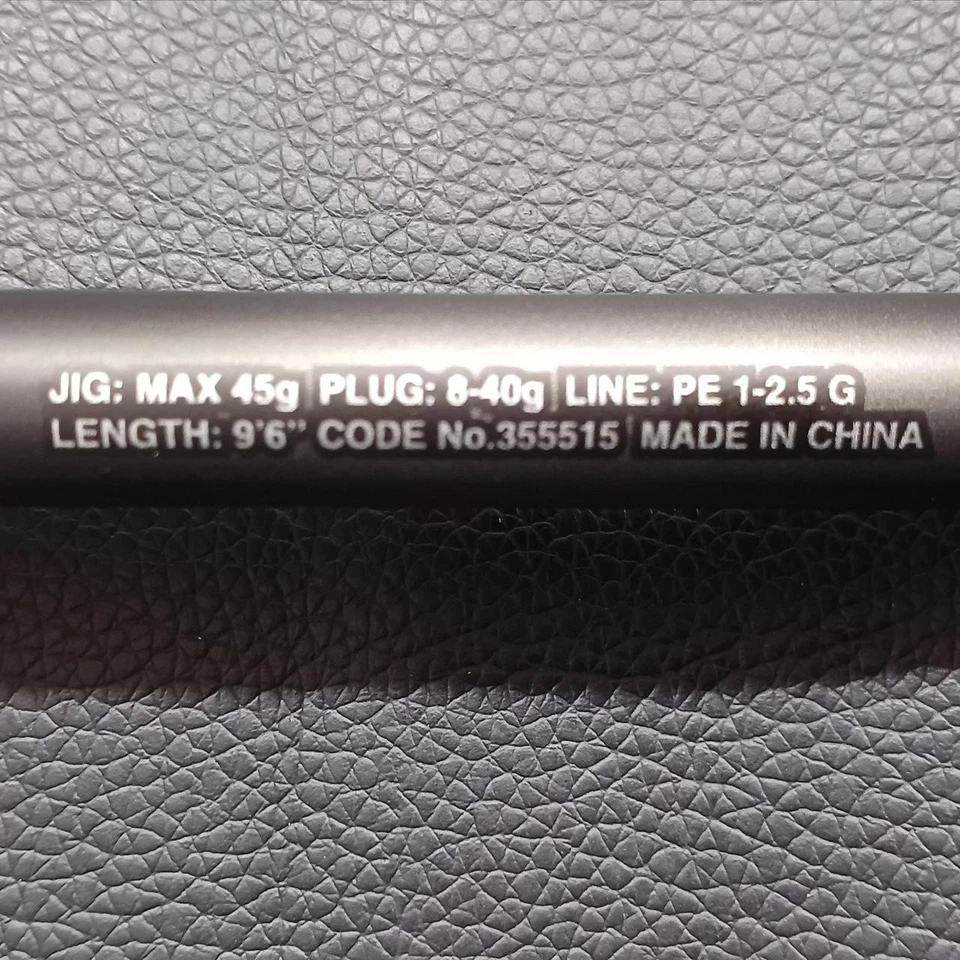 JIG: MAX 45g PLUG: 8-40g LINE: PE 1-2.5 G
LENGTH: 9'6" CODE No.355515 MADE IN CHINA